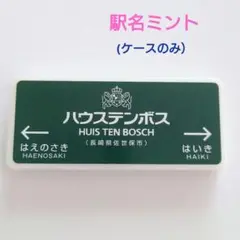 駅名ミント
(ケースのみ)
ハウステンボス
HUIS TEN BOSCH
(長崎県佐世保市)
← →
はえのさき はいき
HAENOSAKI HAIKI